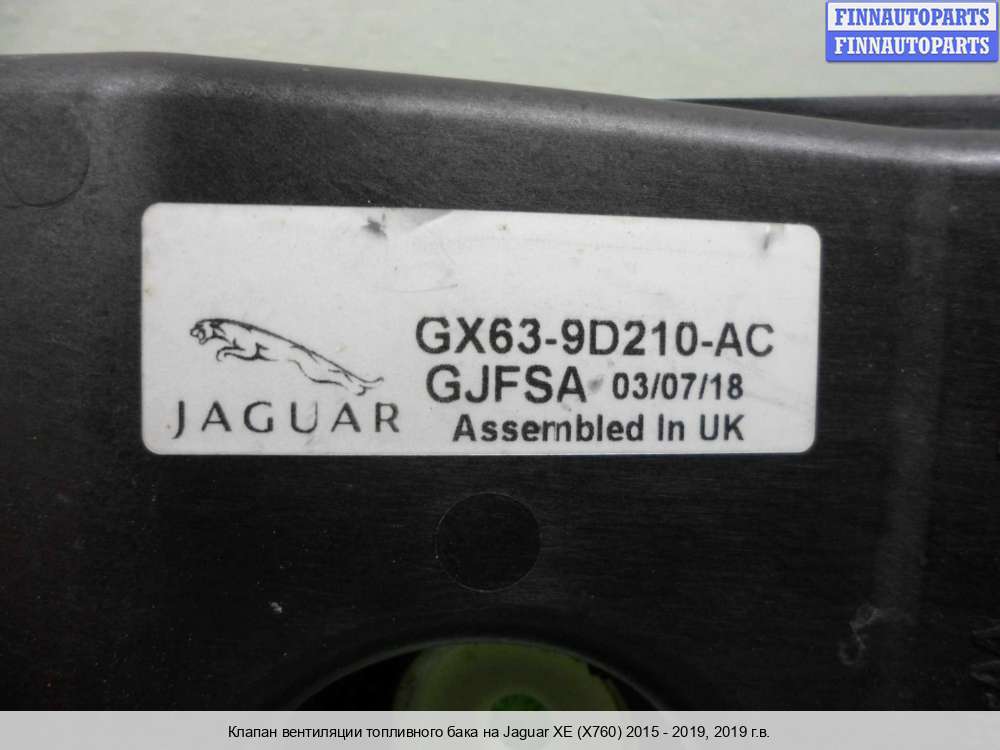 FINNAUTOPARTS
FINNAUTOPARTS
GX63-9D210-AC
GJFSA 03/07/18
JAGUAR Assembled In UK
Клапан вентиляции топливного бака на Jaguar XE (X760) 2015 - 2019, 2019 г.в.